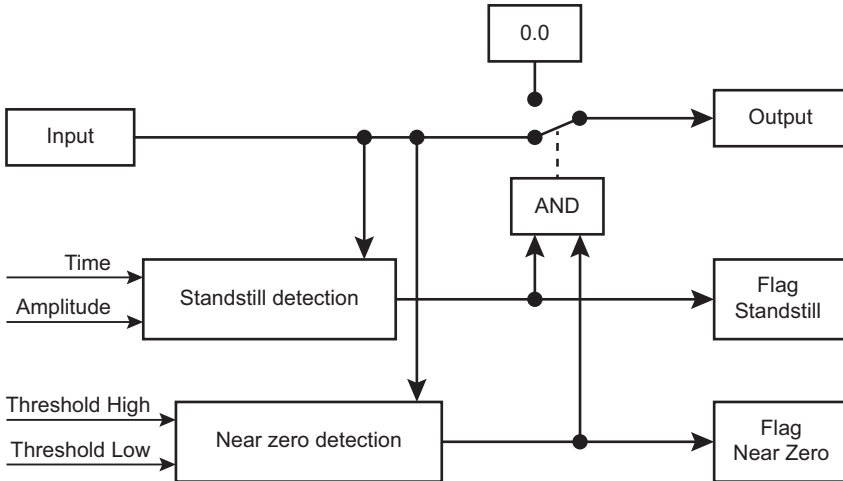 0.0
Input
Output
AND
Time
Amplitude
Standstill detection
Flag
Standstill
Threshold High
Threshold Low
Near zero detection
Flag
Near Zero